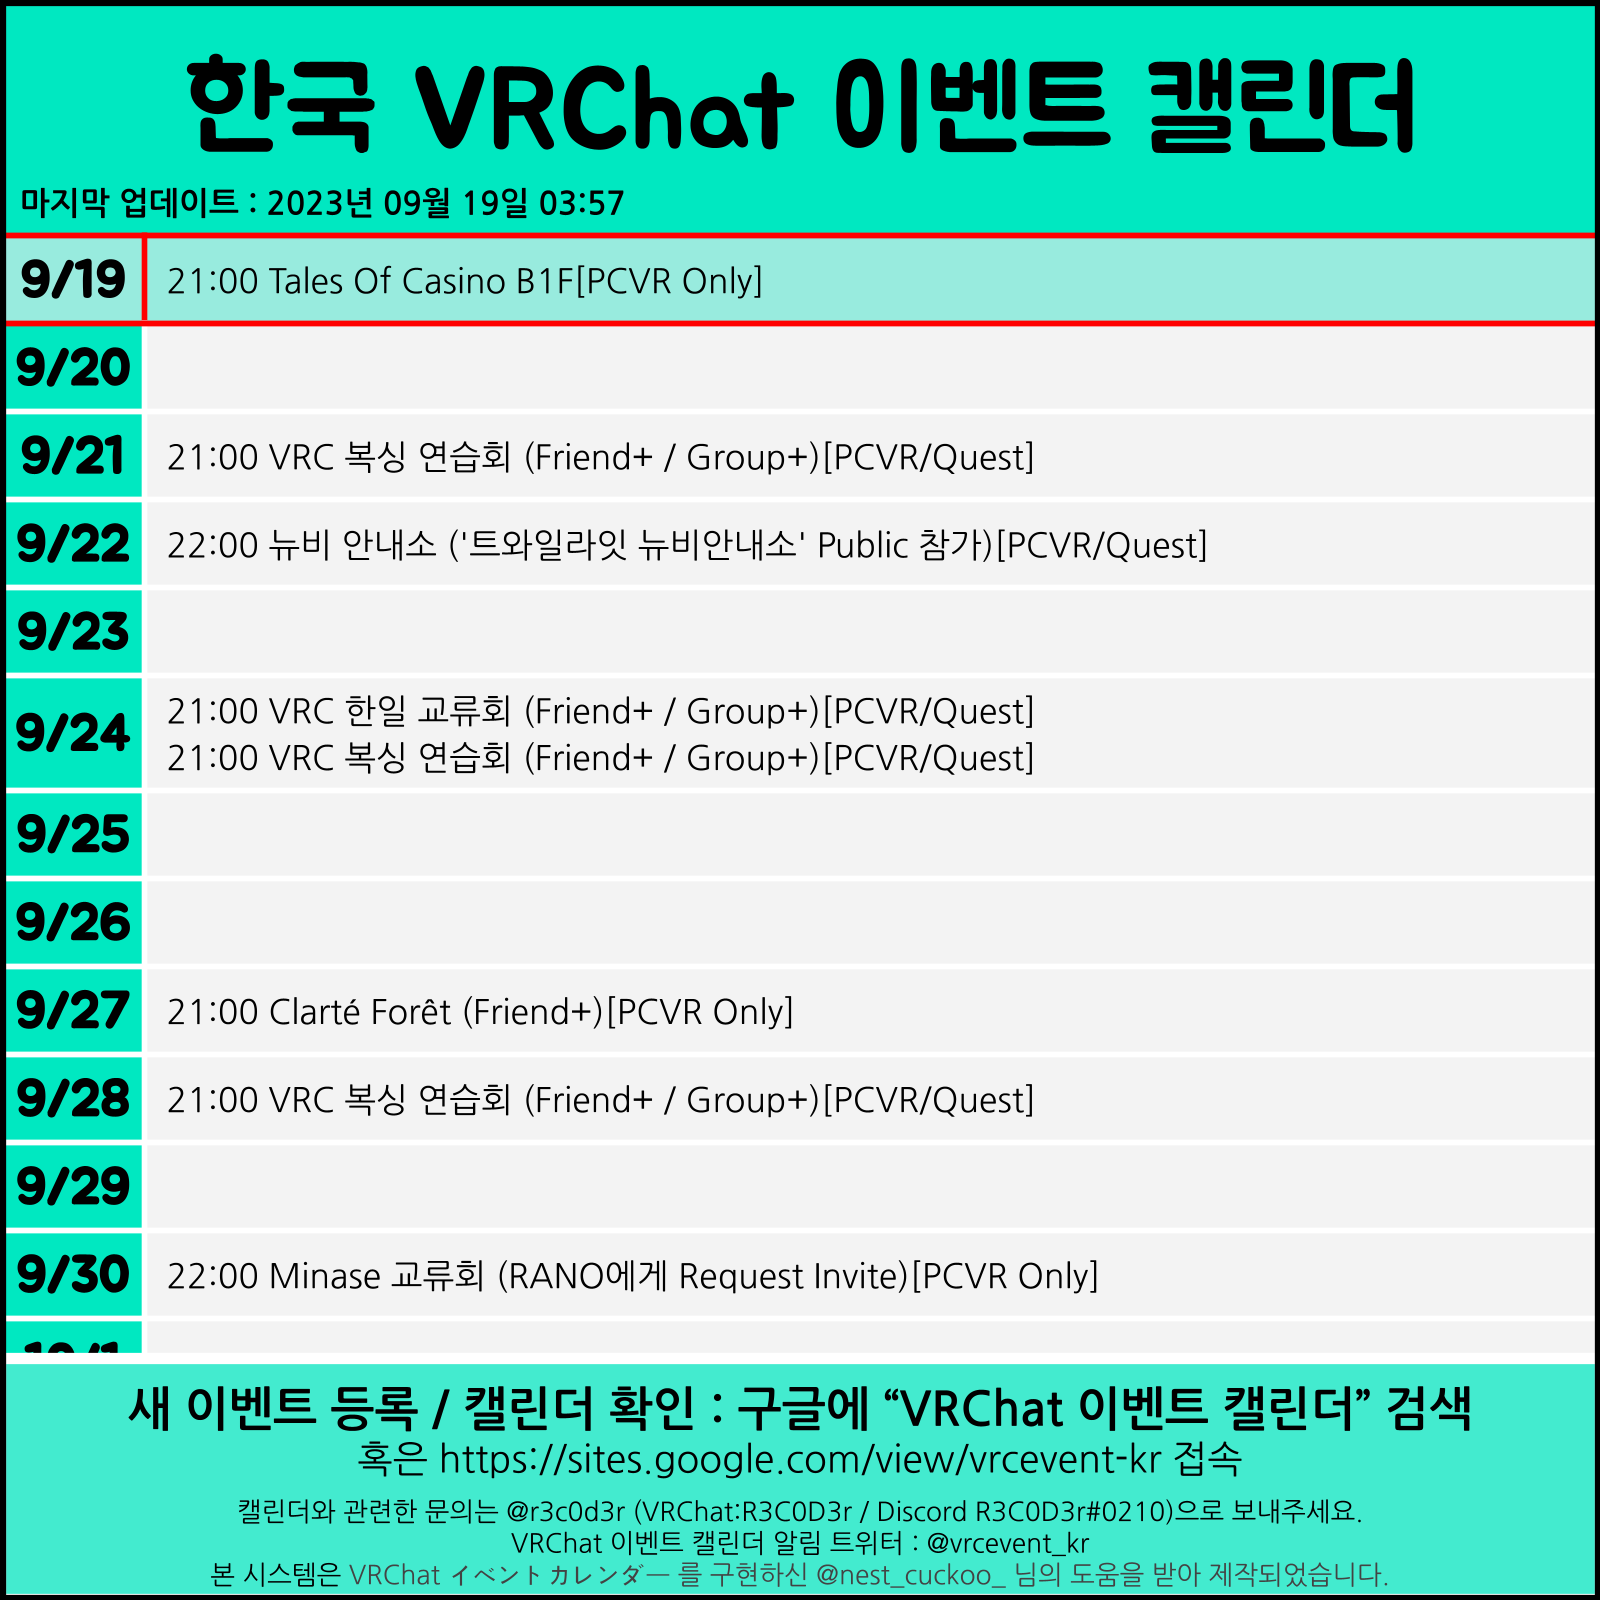 한국 VRChat 이벤트 캘린더
마지막 업데이트 : 2023년 09월 19일 03:57
9/19 21:00 Tales Of Casino B1F[PCVR Only]
9/20
9/21 21:00 VRC 복싱 연습회 (Friend+ / Group+)[PCVR/Quest]
9/22 22:00 뉴비 안내소 ('트와일라잇 뉴비안내소' Public 참가)[PCVR/Quest]
9/23
9/24 21:00 VRC 한일 교류회 (Friend+ / Group+)[PCVR/Quest]
21:00 VRC 복싱 연습회 (Friend+ / Group+)[PCVR/Quest]
9/25
9/26
9/27 21:00 Clarté Forêt (Friend+)[PCVR Only]
9/28 21:00 VRC 복싱 연습회 (Friend+ / Group+)[PCVR/Quest]
9/29
9/30 22:00 Minase 교류회 (RANO에게 Request Invite)[PCVR Only]
10/1
새 이벤트 등록 / 캘린더 확인 : 구글에 “VRChat 이벤트 캘린더” 검색
혹은 https://sites.google.com/view/vrcevent-kr 접속
캘린더와 관련한 문의는 @r3c0d3r (VRChat:R3C0D3r / Discord R3C0D3r#0210)으로 보내주세요.
VRChat 이벤트 캘린더 알림 트위터 : @vrcevent_kr
본 시스템은 VRChat イベントカレンダー 를 구현하신 @nest_cuckoo_ 님의 도움을 받아 제작되었습니다.